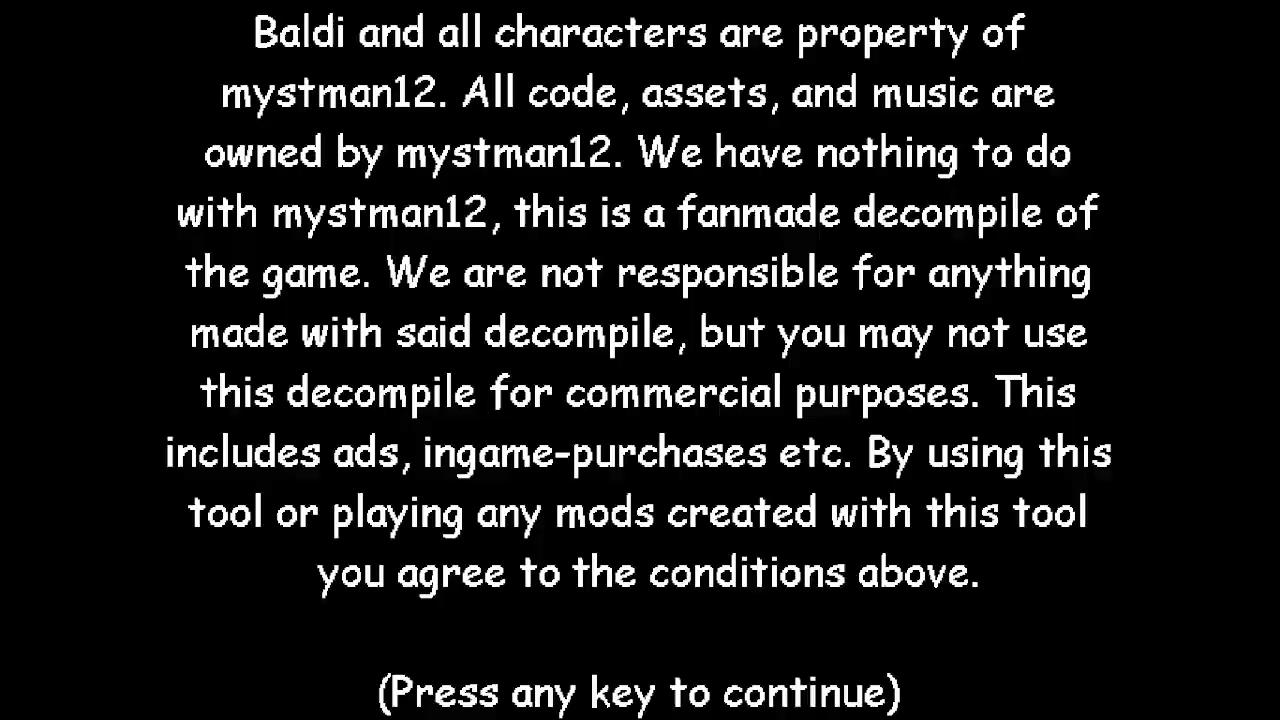 Baldi and all characters are property of
mystman12. All code, assets, and music are
owned by mystman12. We have nothing to do
with mystman12, this is a fanmade decompile of
the game. We are not responsible for anything
made with said decompile, but you may not use
this decompile for commercial purposes. This
includes ads, ingame-purchases etc. By using this
tool or playing any mods created with this tool
you agree to the conditions above.
(Press any key to continue)